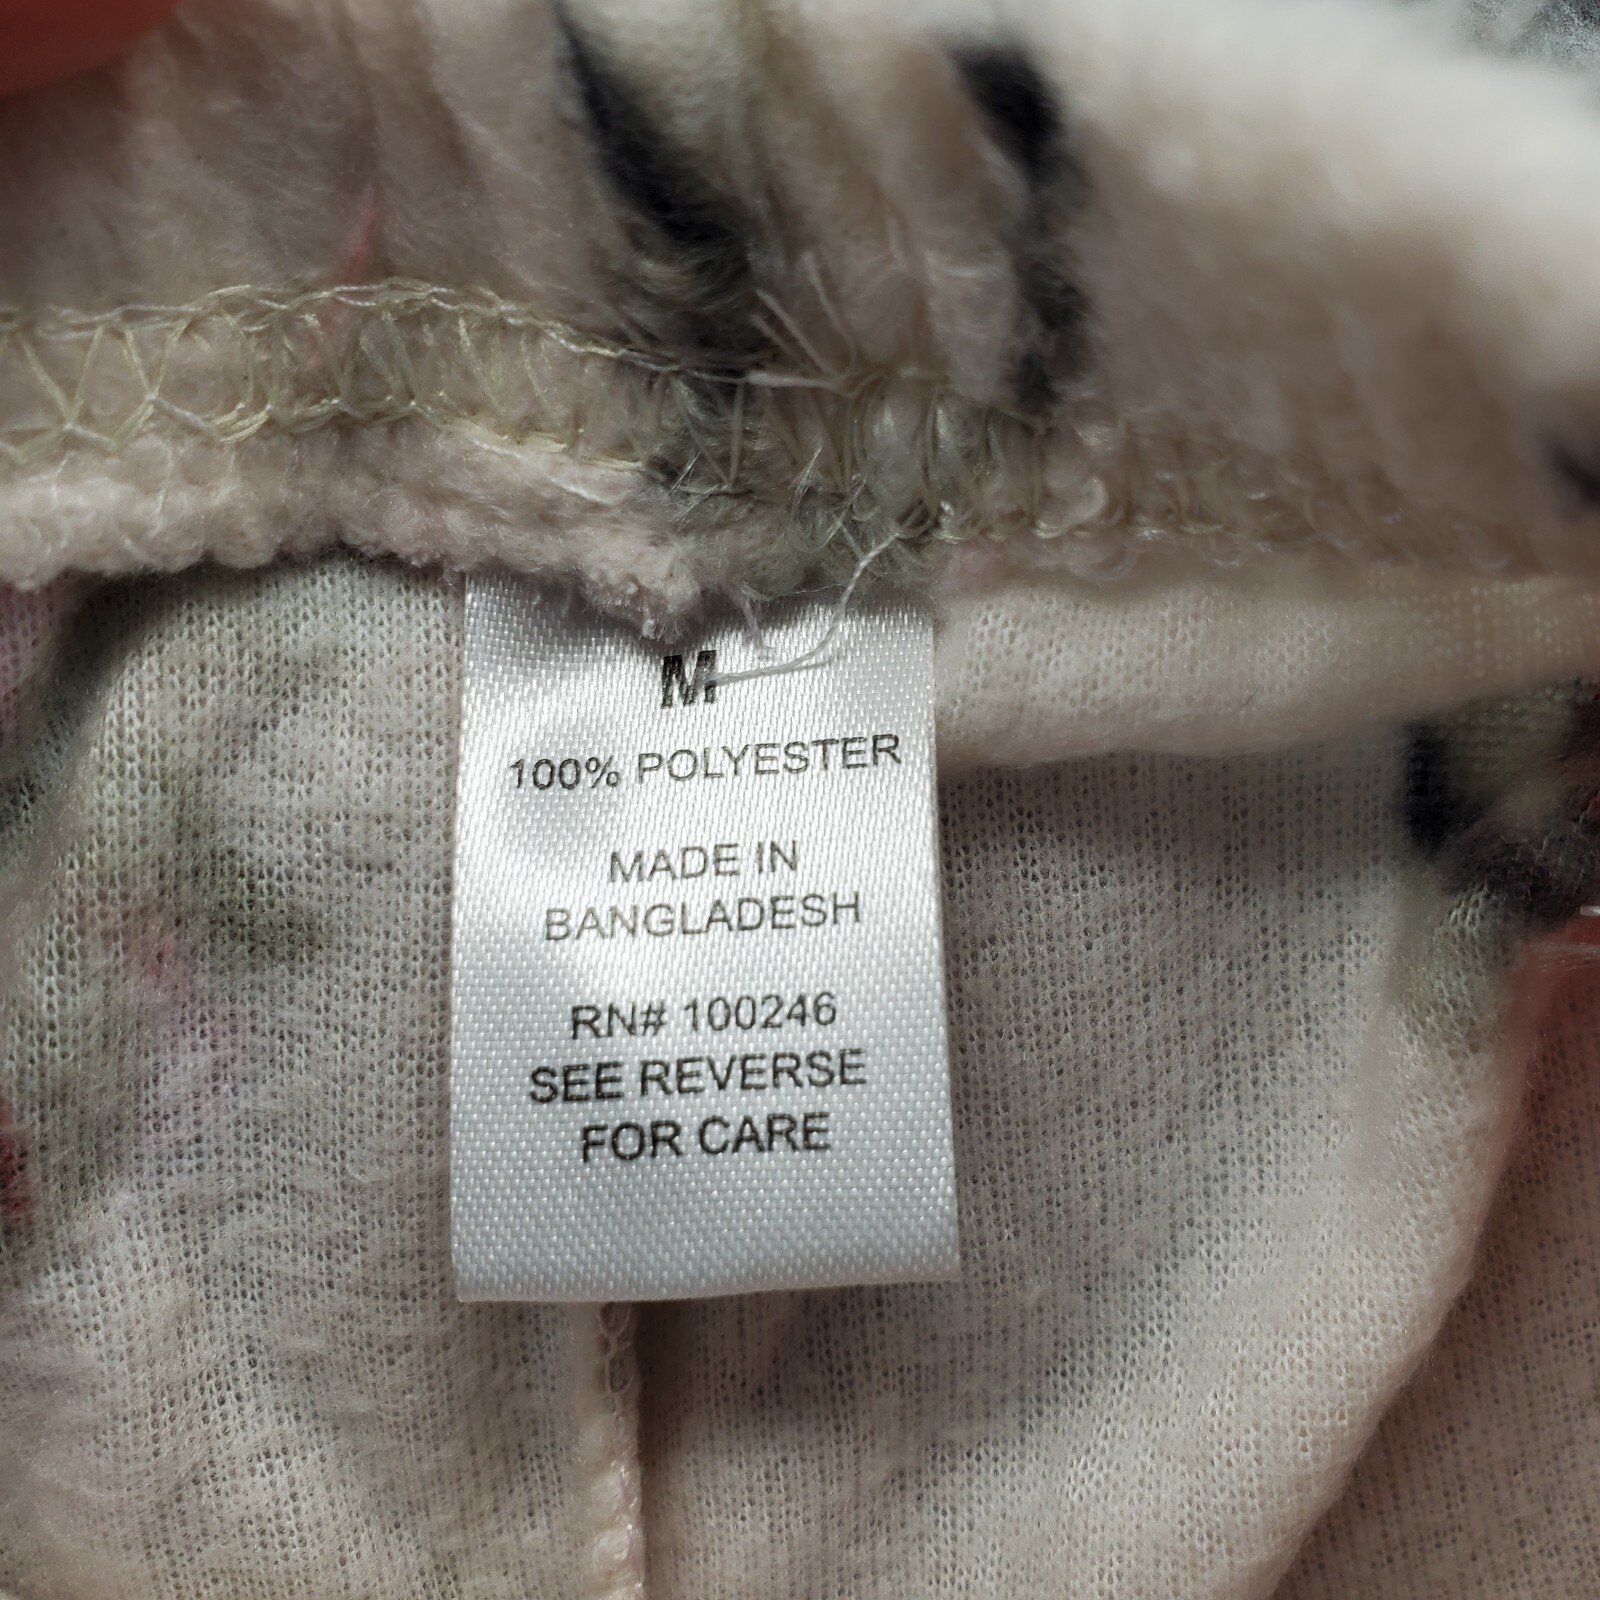 M
100% POLYESTER
MADE IN
BANGLADESH
RN# 100246
SEE REVERSE
FOR CARE